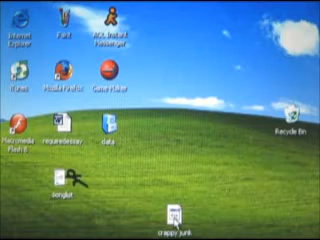 Internet
Explorer
Paint
AOL Instant
Messenger
iTunes
Mozilla Firefox
Game Maker
Macromedia
Flash 8
requiredessay
data
Recycle Bin
songlist
crappy junk